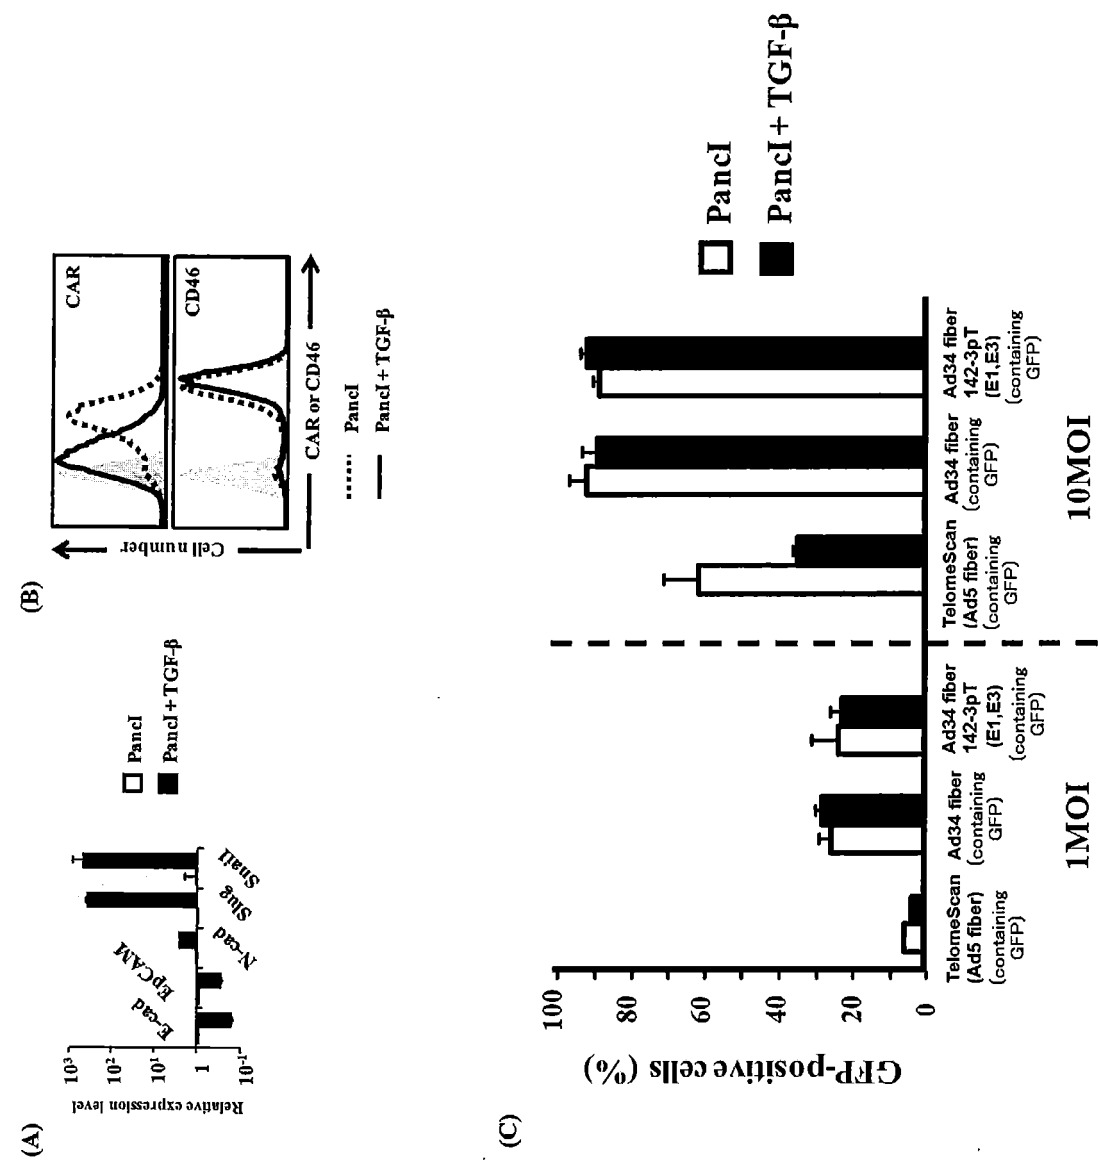 (A)
Relative expression level
10³
10²
10¹
1
10⁻¹
E-cad
EpCAM
N-cad
Slug
Snail
PancI
PancI + TGF-β
(B)
Cell number
CAR
CD46
CAR or CD46
PancI
PancI + TGF-β
(C)
GFP-positive cells (%)
100
80
60
40
20
0
TelomeScan
(Ad5 fiber)
(containing
GFP)
Ad34 fiber
(containing
GFP)
Ad34 fiber
142-3pT
(E1,E3)
(containing
GFP)
TelomeScan
(Ad5 fiber)
(containing
GFP)
Ad34 fiber
(containing
GFP)
Ad34 fiber
142-3pT
(E1,E3)
(containing
GFP)
1MOI
10MOI
PancI
PancI + TGF-β